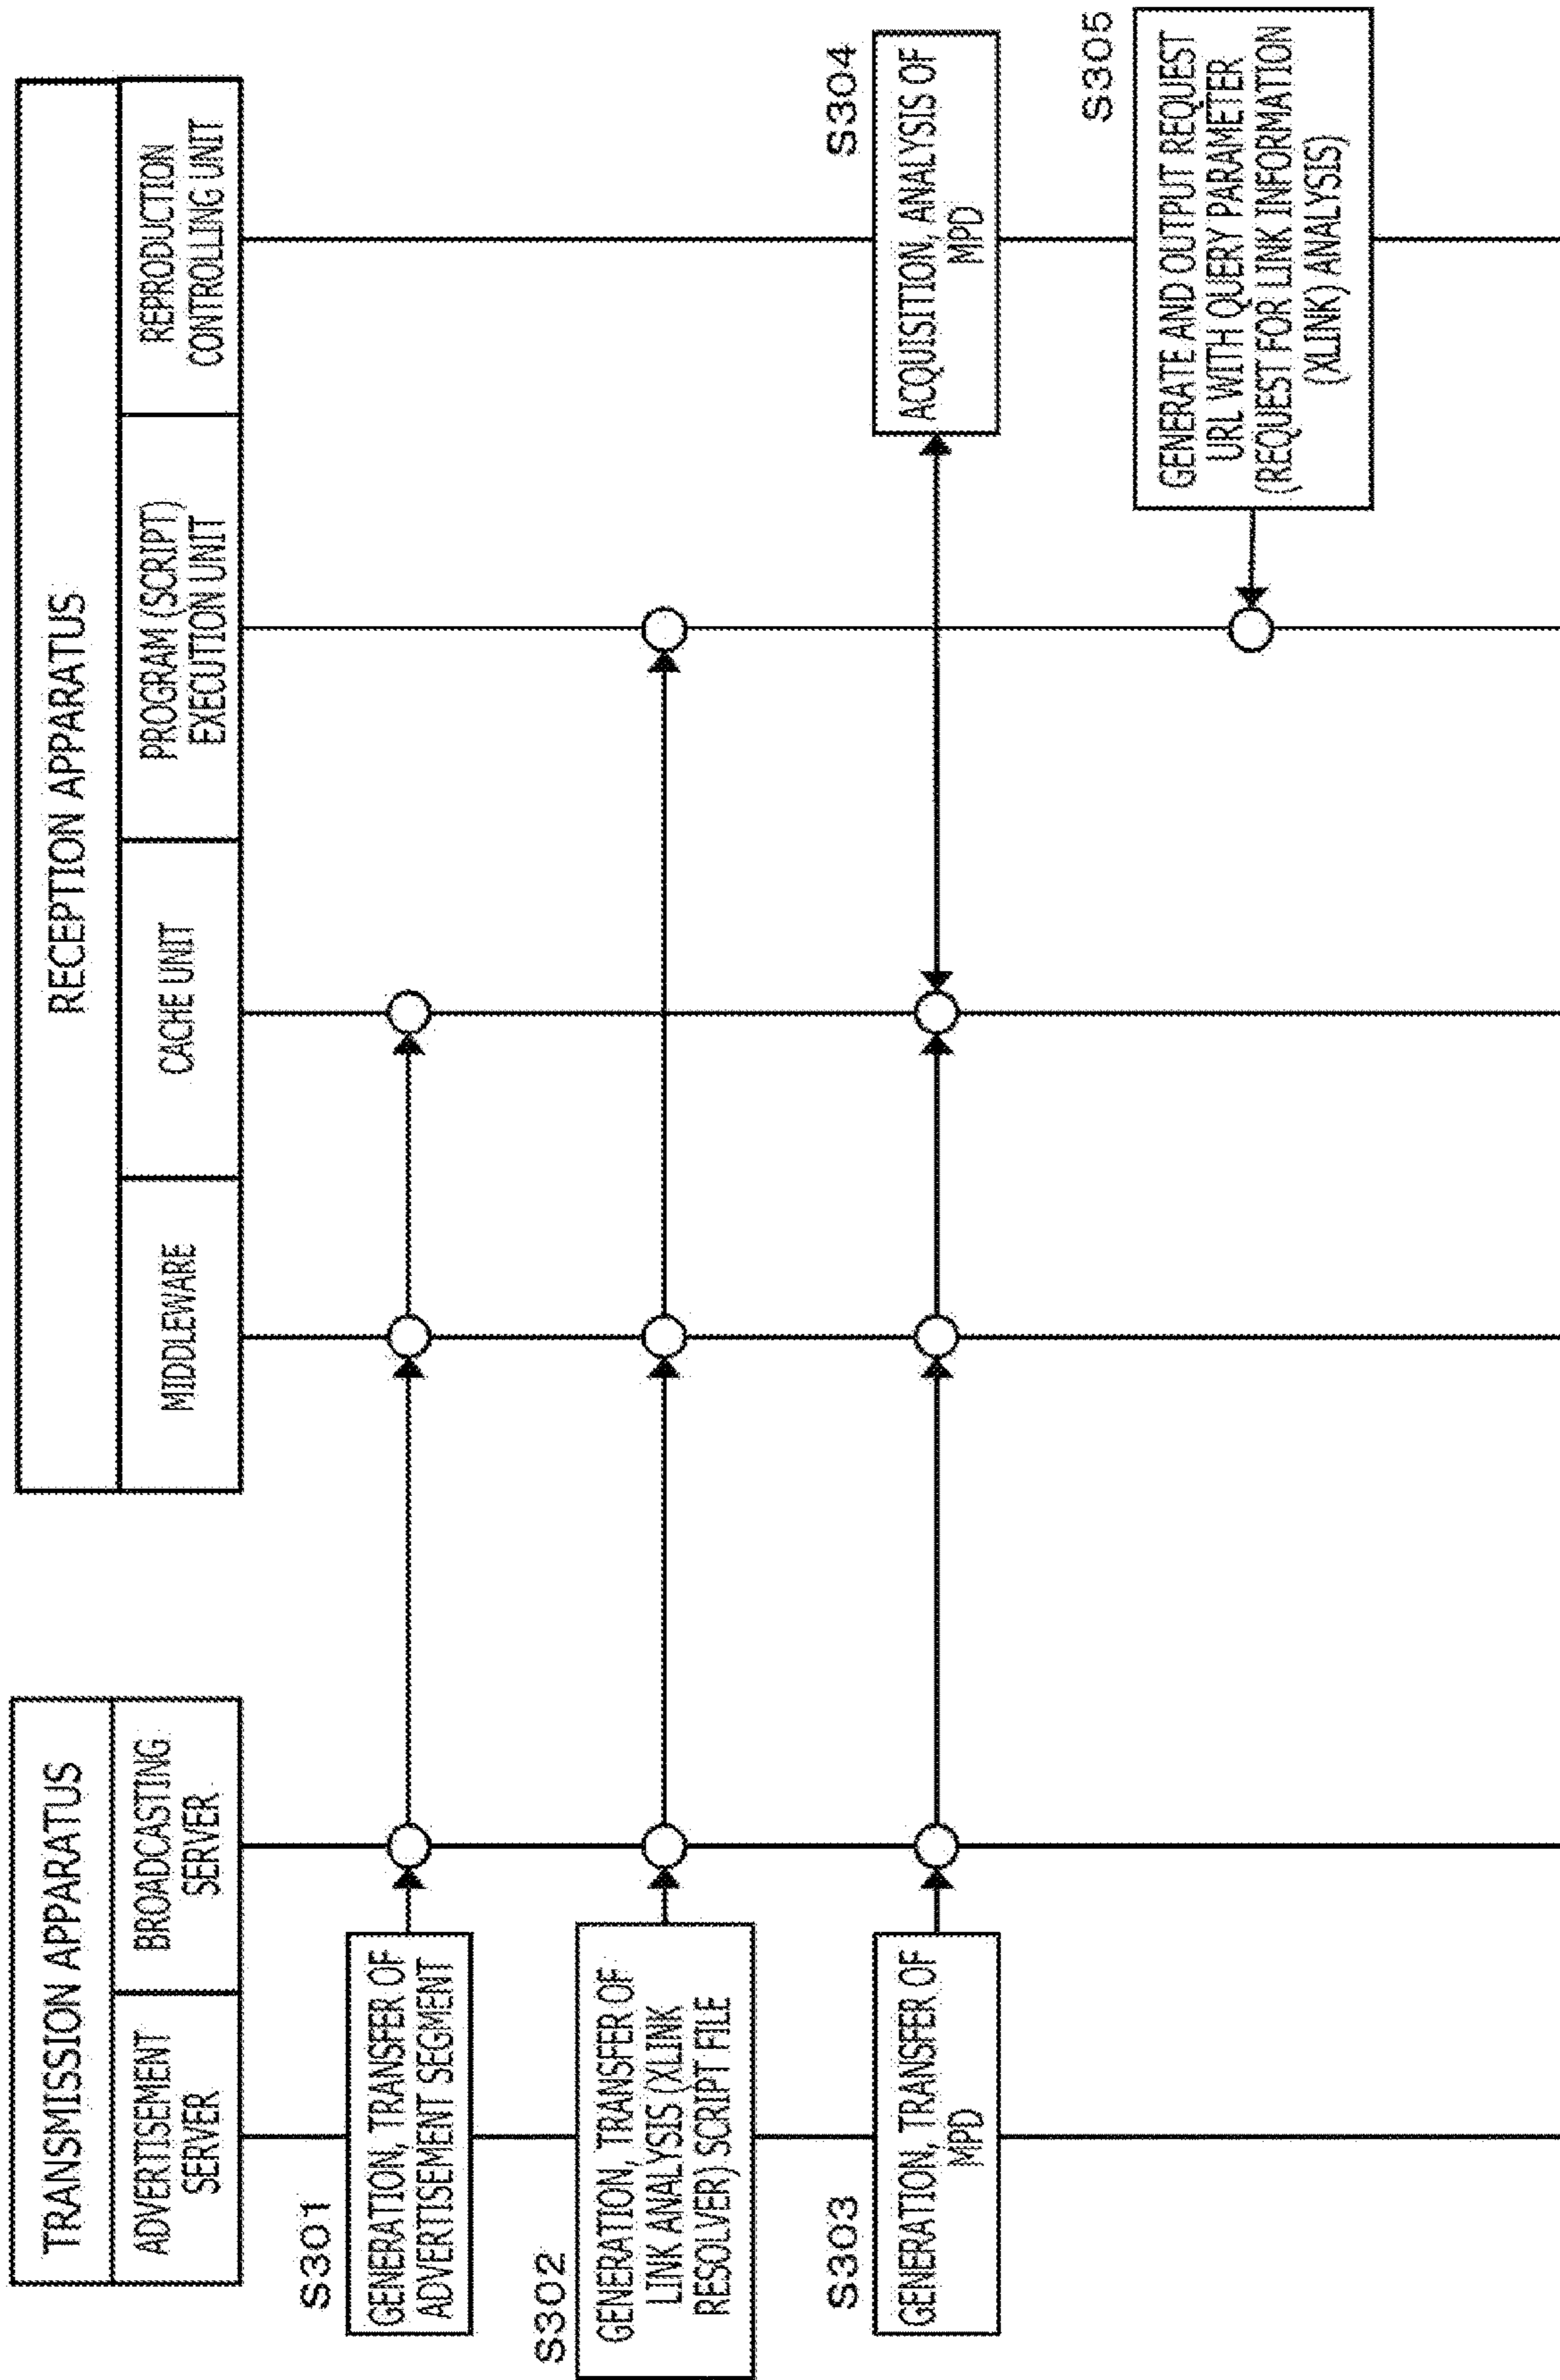 TRANSMISSION APPARATUS
ADVERTISEMENT
SERVER
BROADCASTING
SERVER
RECEPTION APPARATUS
MIDDLEWARE
CACHE UNIT
PROGRAM (SCRIPT)
EXECUTION UNIT
REPRODUCTION
CONTROLLING UNIT
S301
GENERATION, TRANSFER OF
ADVERTISEMENT SEGMENT
S302
GENERATION, TRANSFER OF
LINK ANALYSIS (XLINK
RESOLVER) SCRIPT FILE
S303
GENERATION, TRANSFER OF
MPD
S304
ACQUISITION, ANALYSIS OF
MPD
S305
GENERATE AND OUTPUT REQUEST
URL WITH QUERY PARAMETER
(REQUEST FOR LINK INFORMATION
(XLINK) ANALYSIS)